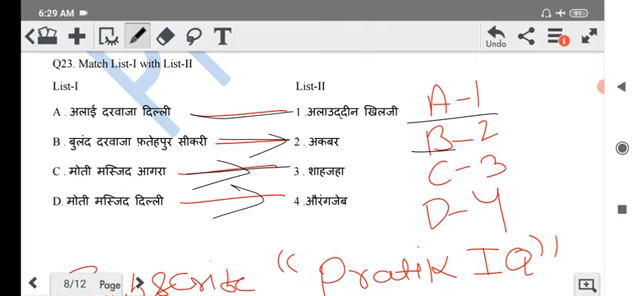 6:29 AM
91
Undo
Q23. Match List-I with List-II
List-I List-II
A . अलाई दरवाजा दिल्ली 1 . अलाउद्दीन खिलजी A-1
B . बुलंद दरवाजा फ़तेहपुर सीकरी 2 . अकबर B-2
C . मोती मस्जिद आगरा 3 . शाहजहा C-3
D. मोती मस्जिद दिल्ली 4 . औरंगजेब D-4
8/12 Page
"Pratik IQ"